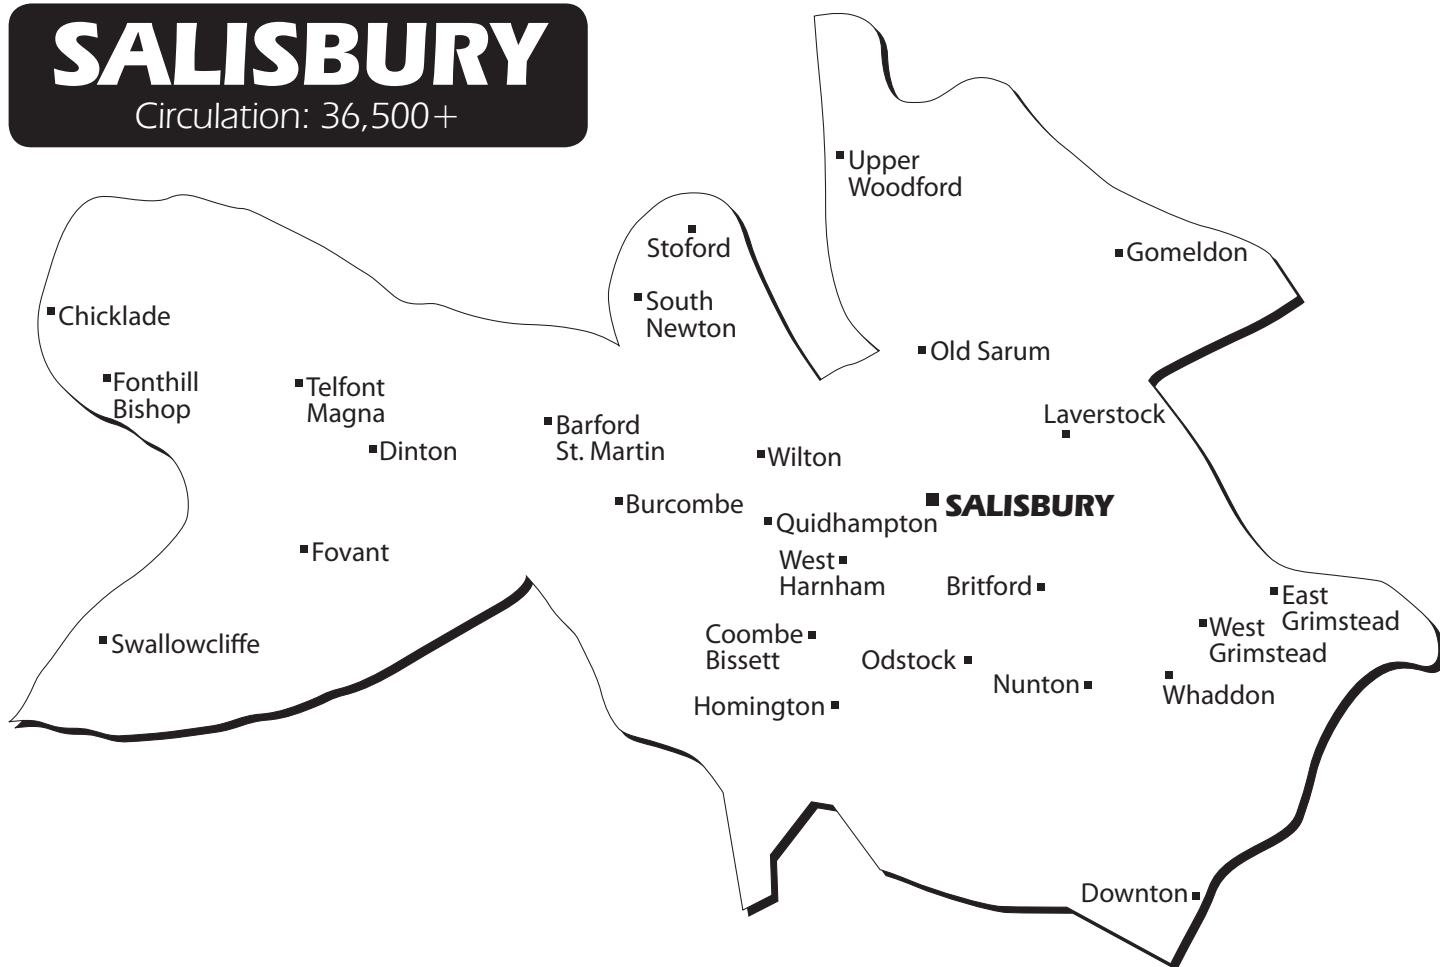 SALISBURY
Circulation: 36,500+
Upper
Woodford
Stoford
Gomeldon
South
Newton
Chicklade
Old Sarum
Fonthill
Bishop
Telfont
Magna
Laverstock
Barford
St. Martin
Dinton
Wilton
Burcombe
SALISBURY
Quidhampton
Fovant
West
Harnham
Britford
East
Grimstead
West
Grimstead
Swallowcliffe
Coombe
Bissett
Odstock
Nunton
Whaddon
Homington
Downton